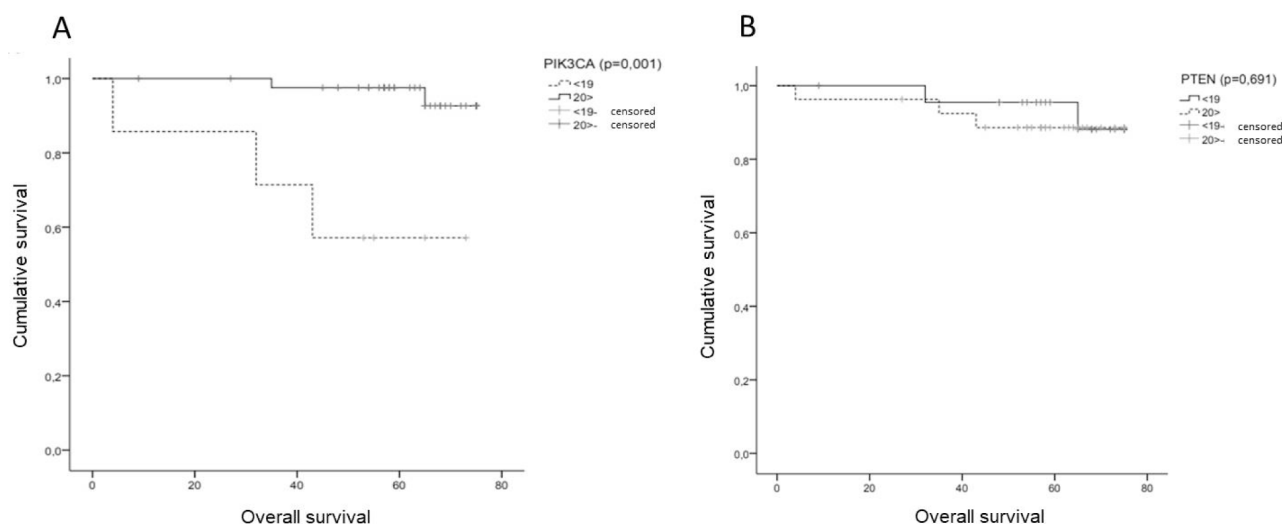 A
PIK3CA (p=0,001)
<19
20>
<19- censored
20>- censored
1,0
0,8
0,6
0,4
0,2
0,0
Cumulative survival
0 20 40 60 80
Overall survival
B
PTEN (p=0,691)
<19
20>
<19- censored
20>- censored
1,0
0,8
0,6
0,4
0,2
0,0
Cumulative survival
0 20 40 60 80
Overall survival